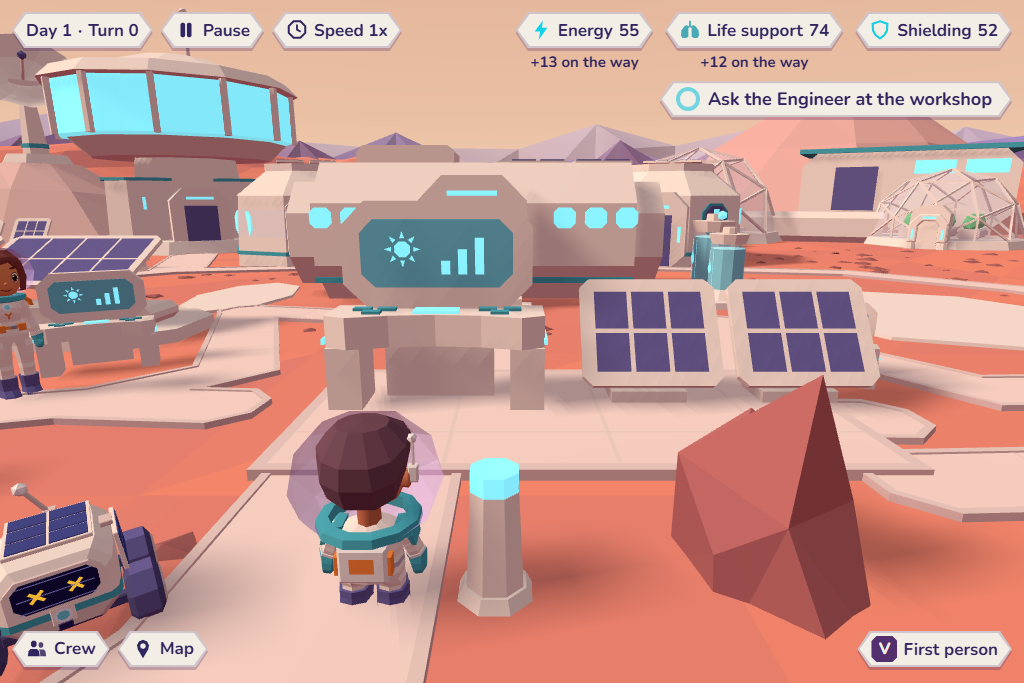 Day 1 · Turn 0
Pause
Speed 1x
Energy 55
Life support 74
Shielding 52
+13 on the way
+12 on the way
Ask the Engineer at the workshop
Crew
Map
V First person